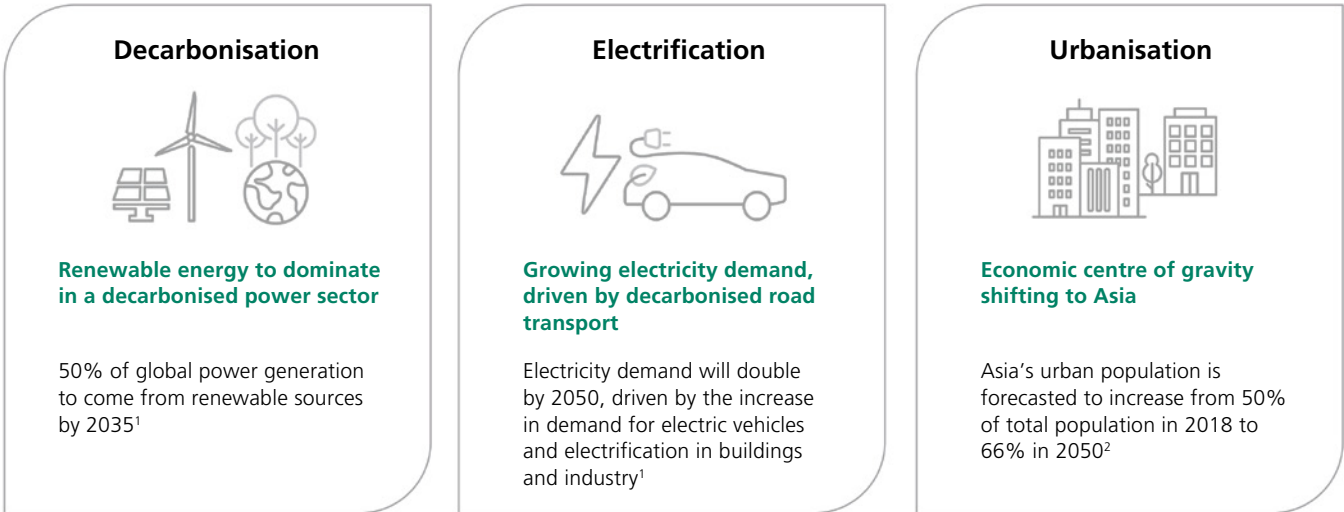 Decarbonisation
Renewable energy to dominate
in a decarbonised power sector
50% of global power generation
to come from renewable sources
by 2035¹
Electrification
Growing electricity demand,
driven by decarbonised road
transport
Electricity demand will double
by 2050, driven by the increase
in demand for electric vehicles
and electrification in buildings
and industry¹
Urbanisation
Economic centre of gravity
shifting to Asia
Asia’s urban population is
forecasted to increase from 50%
of total population in 2018 to
66% in 2050²